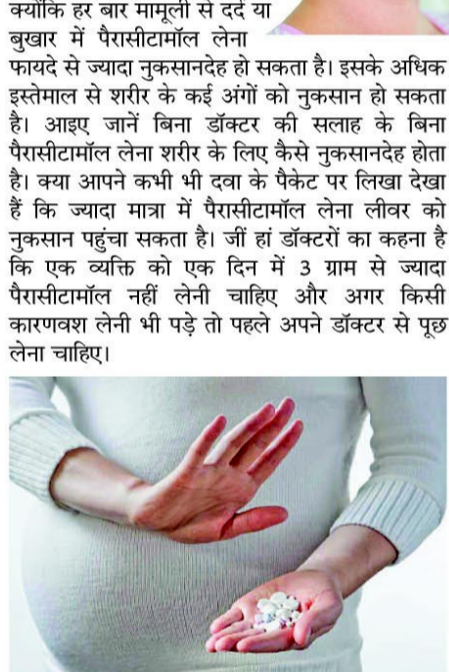 क्योंकि हर बार मामूली से दर्द या
बुखार में पैरासीटामॉल लेना
फायदे से ज्यादा नुकसानदेह हो सकता है। इसके अधिक
इस्तेमाल से शरीर के कई अंगों को नुकसान हो सकता
है। आइए जानें बिना डॉक्टर की सलाह के बिना
पैरासीटामॉल लेना शरीर के लिए कैसे नुकसानदेह होता
है। क्या आपने कभी भी दवा के पैकेट पर लिखा देखा
हैं कि ज्यादा मात्रा में पैरासीटामॉल लेना लीवर को
नुकसान पहुंचा सकता है। जीं हां डॉक्टरों का कहना है
कि एक व्यक्ति को एक दिन में 3 ग्राम से ज्यादा
पैरासीटामॉल नहीं लेनी चाहिए और अगर किसी
कारणवश लेनी भी पड़े तो पहले अपने डॉक्टर से पूछ
लेना चाहिए।